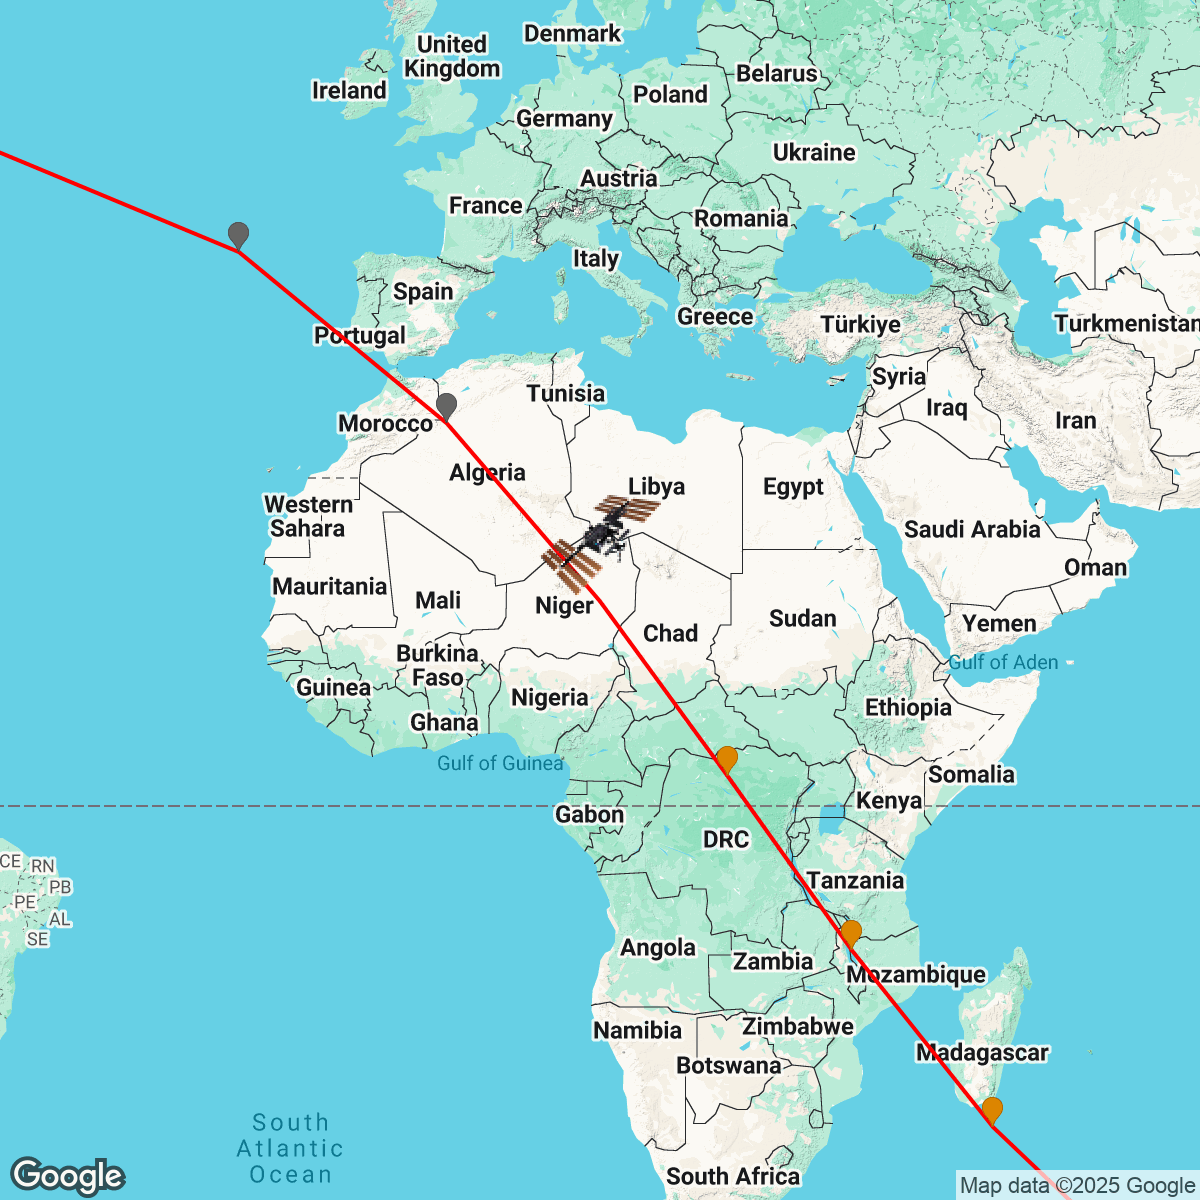 Denmark
United
Kingdom
Belarus
Ireland
Poland
Germany
Ukraine
Austria
France
Romania
Italy
Spain
Greece
Türkiye
Turkmenistan
Portugal
Syria
Tunisia
Iraq
Iran
Morocco
Algeria
Libya
Egypt
Western
Sahara
Saudi Arabia
Oman
Mauritania
Mali
Niger
Sudan
Yemen
Chad
Burkina
Faso
Gulf of Aden
Guinea
Nigeria
Ethiopia
Ghana
Gulf of Guinea
Somalia
Kenya
Gabon
DRC
CE
RN
PB
PE
AL
SE
Tanzania
Angola
Zambia
Mozambique
Namibia
Zimbabwe
Madagascar
Botswana
South
Atlantic
Ocean
South Africa
Google
Map data ©2025 Google